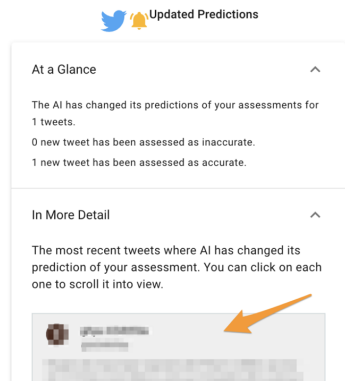 Updated Predictions
At a Glance
The AI has changed its predictions of your assessments for
1 tweets.
0 new tweet has been assessed as inaccurate.
1 new tweet has been assessed as accurate.
In More Detail
The most recent tweets where AI has changed its
prediction of your assessment. You can click on each
one to scroll it into view.